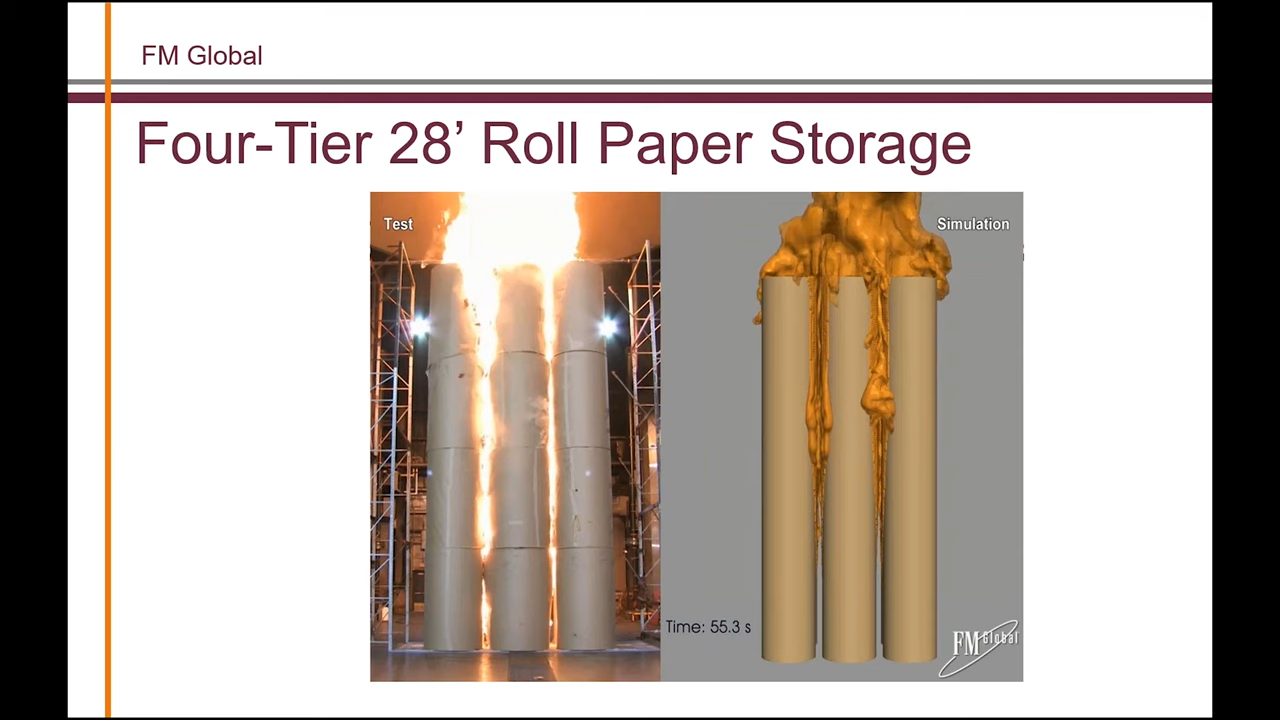 FM Global
Four-Tier 28’ Roll Paper Storage
Test
Simulation
Time: 55.3 s
FM Global